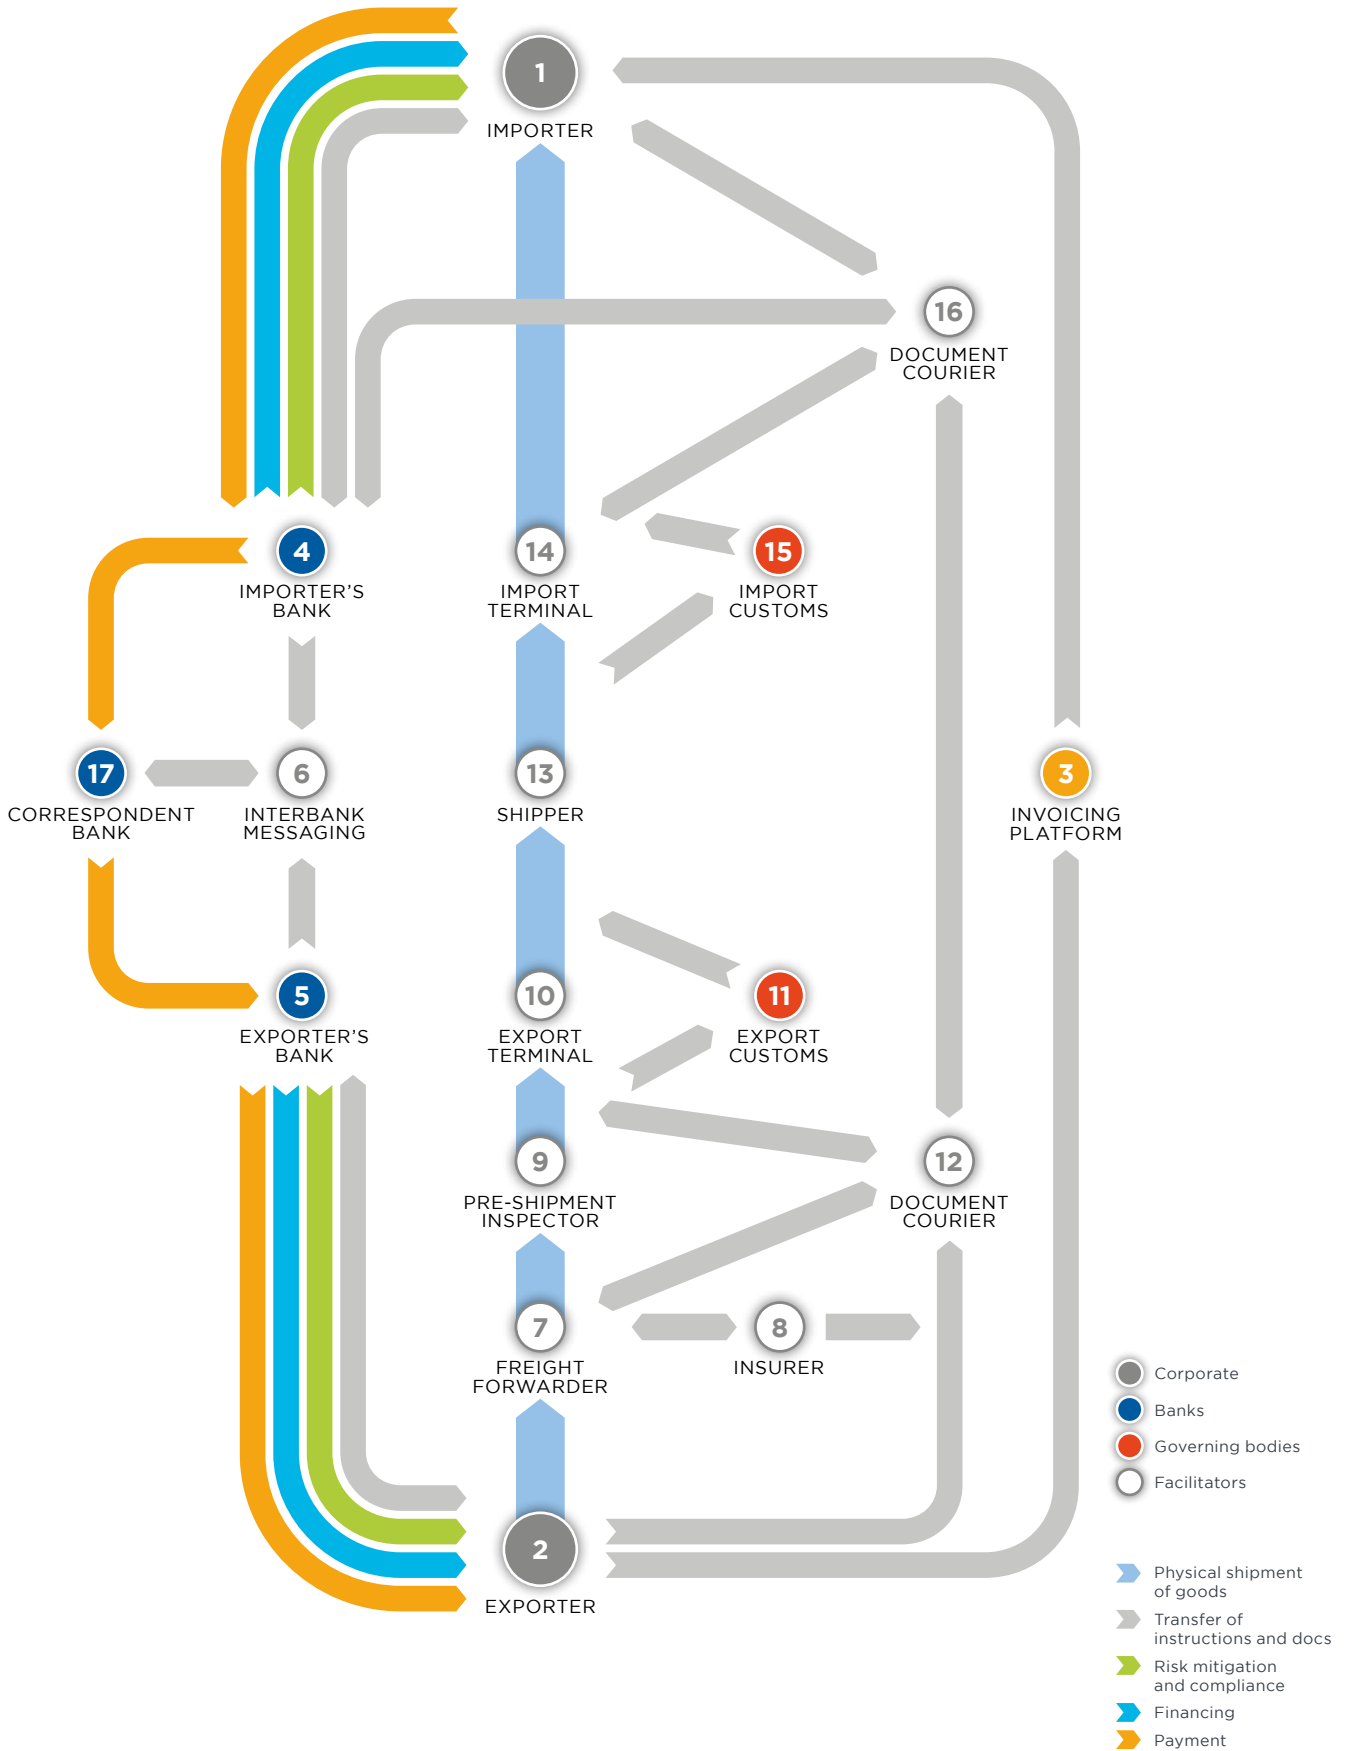 1
IMPORTER
16
DOCUMENT
COURIER
4
IMPORTER'S
BANK
14
IMPORT
TERMINAL
15
IMPORT
CUSTOMS
17
CORRESPONDENT
BANK
6
INTERBANK
MESSAGING
13
SHIPPER
3
INVOICING
PLATFORM
5
EXPORTER'S
BANK
10
EXPORT
TERMINAL
11
EXPORT
CUSTOMS
9
PRE-SHIPMENT
INSPECTOR
12
DOCUMENT
COURIER
7
FREIGHT
FORWARDER
8
INSURER
2
EXPORTER
Corporate
Banks
Governing bodies
Facilitators
Physical shipment
of goods
Transfer of
instructions and docs
Risk mitigation
and compliance
Financing
Payment